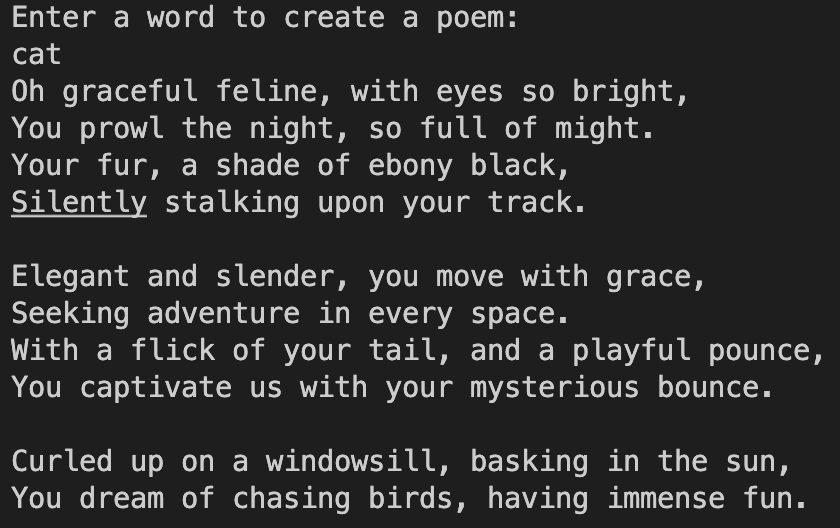 Enter a word to create a poem:
cat
Oh graceful feline, with eyes so bright,
You prowl the night, so full of might.
Your fur, a shade of ebony black,
Silently stalking upon your track.

Elegant and slender, you move with grace,
Seeking adventure in every space.
With a flick of your tail, and a playful pounce,
You captivate us with your mysterious bounce.

Curled up on a windowsill, basking in the sun,
You dream of chasing birds, having immense fun.